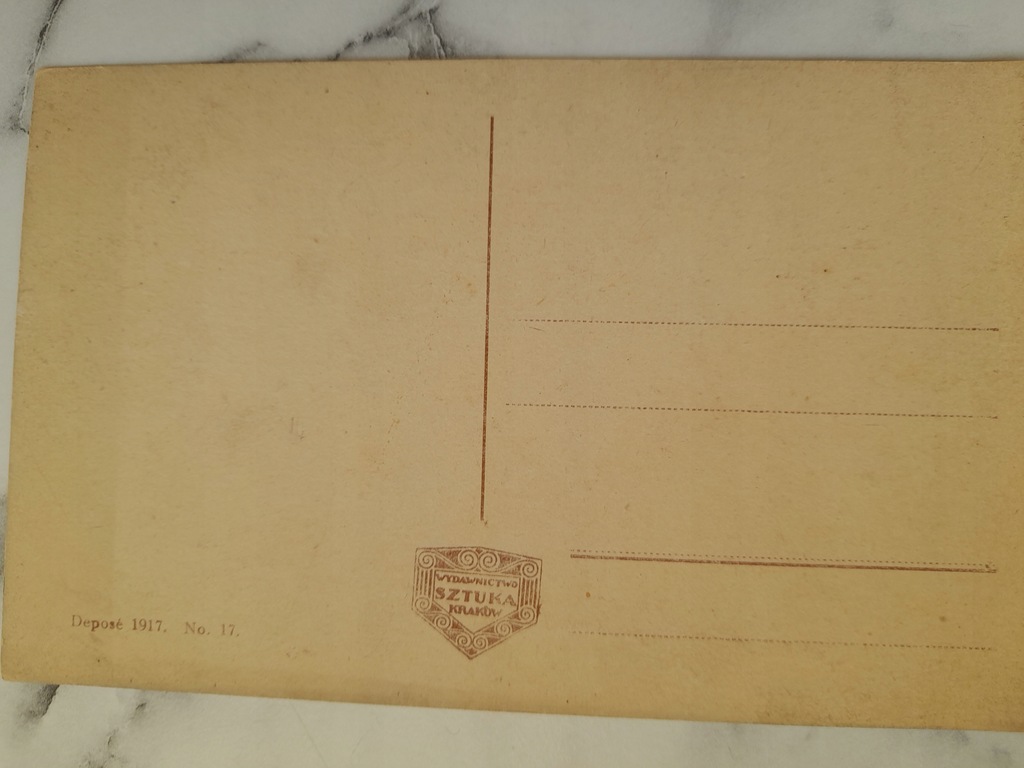 WYDAWNICTWO
SZTUKA
KRAKÓW
Deposé 1917. No. 17.